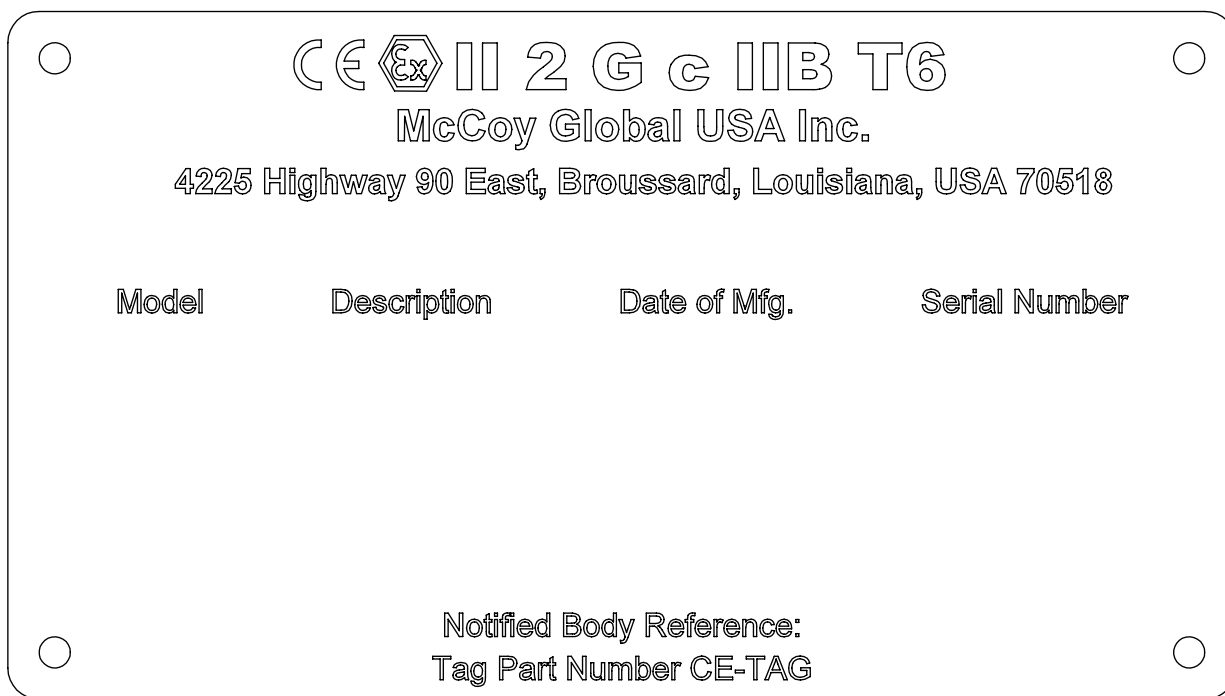 CE Ex II 2 G c IIB T6
McCoy Global USA Inc.
4225 Highway 90 East, Broussard, Louisiana, USA 70518
Model Description Date of Mfg. Serial Number
Notified Body Reference:
Tag Part Number CE-TAG